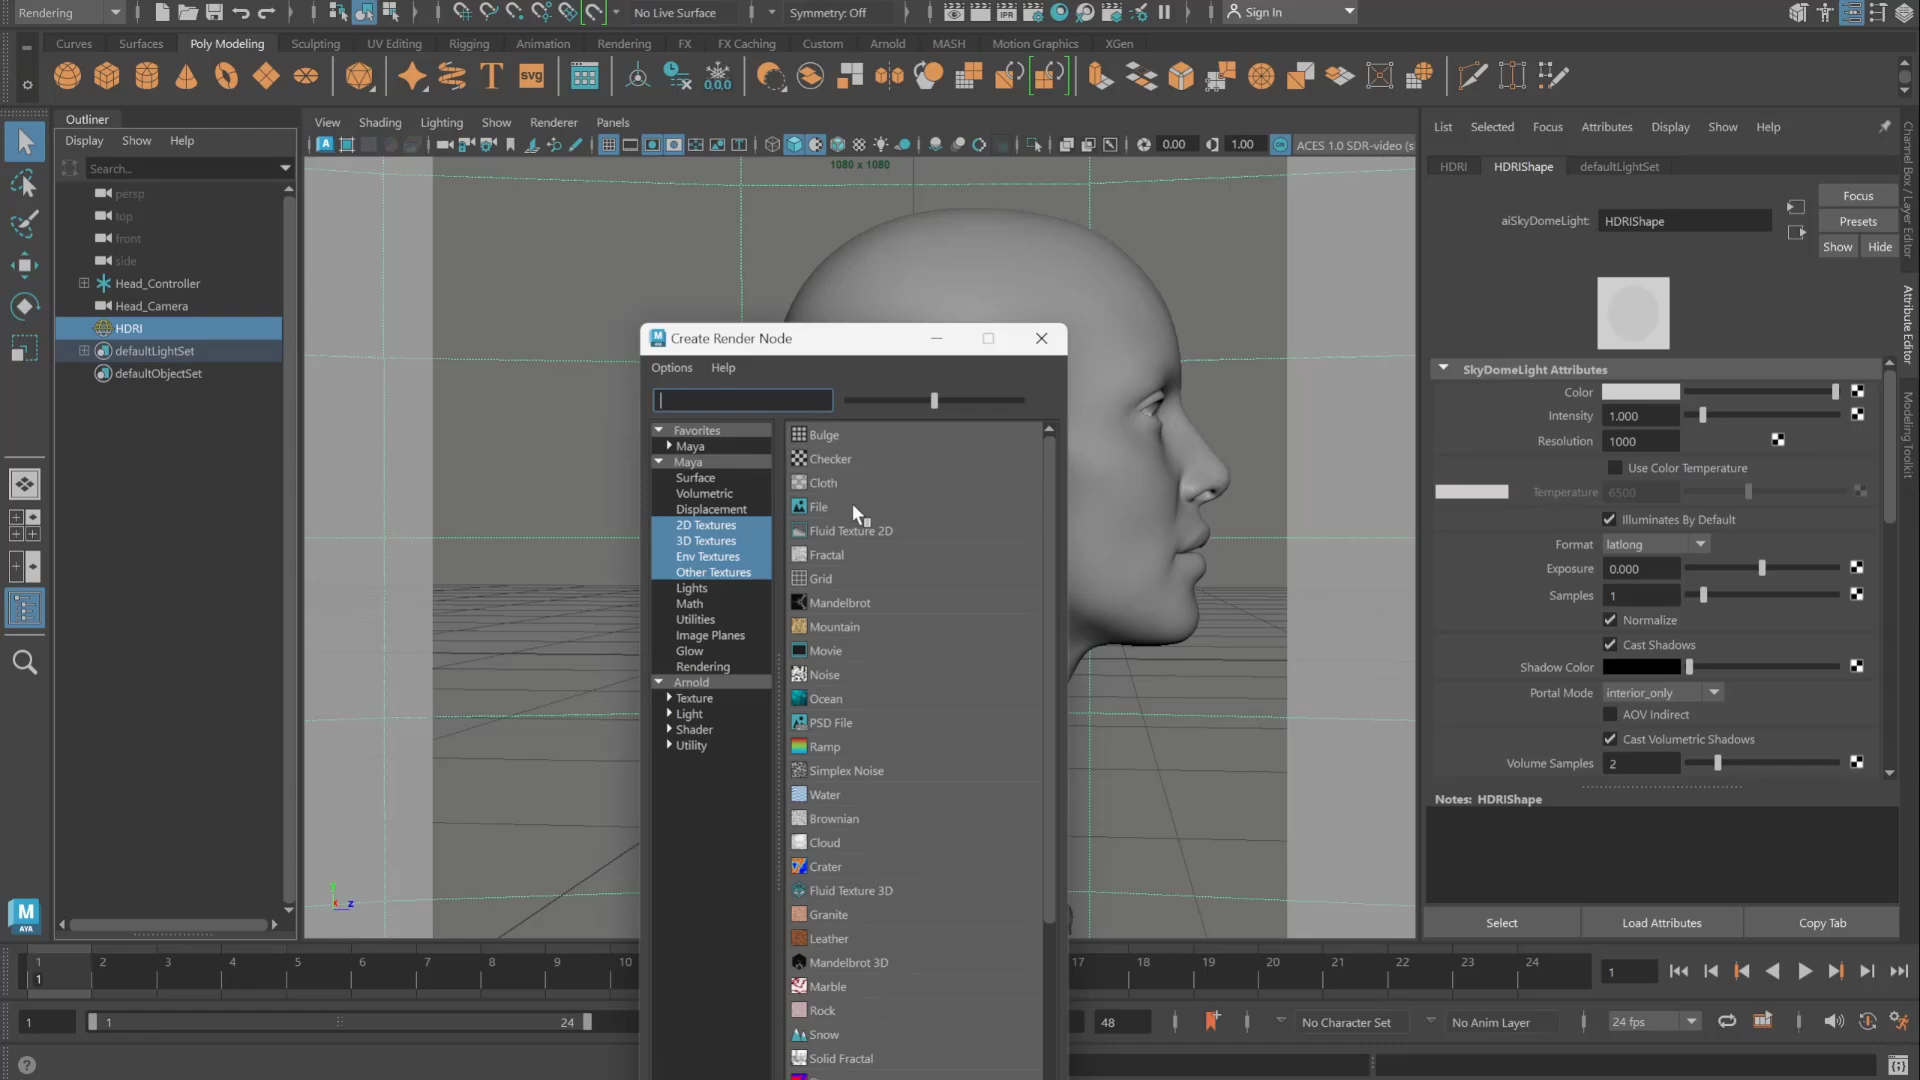 Rendering
No Live Surface
Symmetry: Off
Sign In
Curves Surfaces Poly Modeling Sculpting UV Editing Rigging Animation Rendering FX FX Caching Custom Arnold MASH Motion Graphics XGen
Outliner
Display Show Help
Search...
persp
top
front
side
Head_Controller
Head_Camera
HDRI
defaultLightSet
defaultObjectSet
View Shading Lighting Show Renderer Panels
0.00
1.00
ACES 1.0 SDR-video (s
1080 x 1080
Create Render Node
Options Help
Favorites
Maya
Maya
Surface
Volumetric
Displacement
2D Textures
3D Textures
Env Textures
Other Textures
Lights
Math
Utilities
Image Planes
Glow
Rendering
Arnold
Texture
Light
Shader
Utility
Bulge
Checker
Cloth
File
Fluid Texture 2D
Fractal
Grid
Mandelbrot
Mountain
Movie
Noise
Ocean
PSD File
Ramp
Simplex Noise
Water
Brownian
Cloud
Crater
Fluid Texture 3D
Granite
Leather
Mandelbrot 3D
Marble
Rock
Snow
Solid Fractal
List Selected Focus Attributes Display Show Help
HDRI HDRIShape defaultLightSet
aiSkyDomeLight: HDRIShape
Focus
Presets
Show Hide
SkyDomeLight Attributes
Color
Intensity 1.000
Resolution 1000
Use Color Temperature
Temperature 6500
Illuminates By Default
Format latlong
Exposure 0.000
Samples 1
Normalize
Cast Shadows
Shadow Color
Portal Mode interior_only
AOV Indirect
Cast Volumetric Shadows
Volume Samples 2
Notes: HDRIShape
Select Load Attributes Copy Tab
Channel Box / Layer Editor
Attribute Editor
Modeling Toolkit
1 2 3 4 5 6 7 8 9 10 17 18 19 20 21 22 23 24
1
1
1
1
24
48
No Character Set
No Anim Layer
24 fps